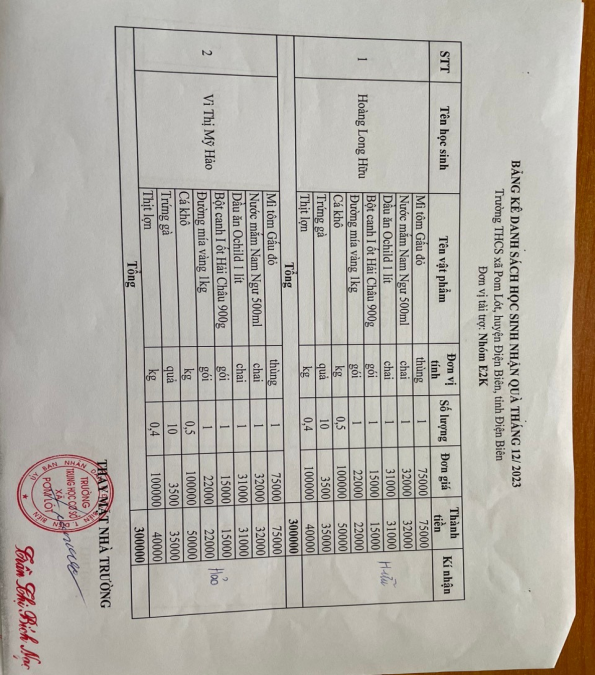 BẢNG KÊ DANH SÁCH HỌC SINH NHẬN QUÀ THÁNG 12/ 2023
Trường THCS xã Pom Lót, huyện Điện Biên, tỉnh Điện Biên
Đơn vị tài trợ: Nhóm E2K
STT Tên học sinh Tên vật phẩm Đơn vị tính Số lượng Đơn giá Thành tiền Kí nhận
1 Hoàng Long Hữu Mì tôm Gấu đỏ thùng 1 75000 75000 Hữu
Nước mắm Nam Ngư 500ml chai 1 32000 32000
Dầu ăn Ochild 1 lít chai 1 31000 31000
Bột canh I ốt Hải Châu 900g gói 1 15000 15000
Đường mía vàng 1kg gói 1 22000 22000
Cá khô kg 0,5 100000 50000
Trứng gà quả 10 3500 35000
Thịt lợn kg 0,4 100000 40000
Tổng 300000
2 Vì Thị Mỹ Hảo Mì tôm Gấu đỏ thùng 1 75000 75000 Hảo
Nước mắm Nam Ngư 500ml chai 1 32000 32000
Dầu ăn Ochild 1 lít chai 1 31000 31000
Bột canh I ốt Hải Châu 900g gói 1 15000 15000
Đường mía vàng 1kg gói 1 22000 22000
Cá khô kg 0,5 100000 50000
Trứng gà quả 10 3500 35000
Thịt lợn kg 0,4 100000 40000
Tổng 300000
THAY MẶT NHÀ TRƯỜNG
ỦY BAN NHÂN
TRƯỜNG
TRUNG HỌC CƠ SỞ
XÃ
POM LÓT
Trần Thị Bích Ngọc